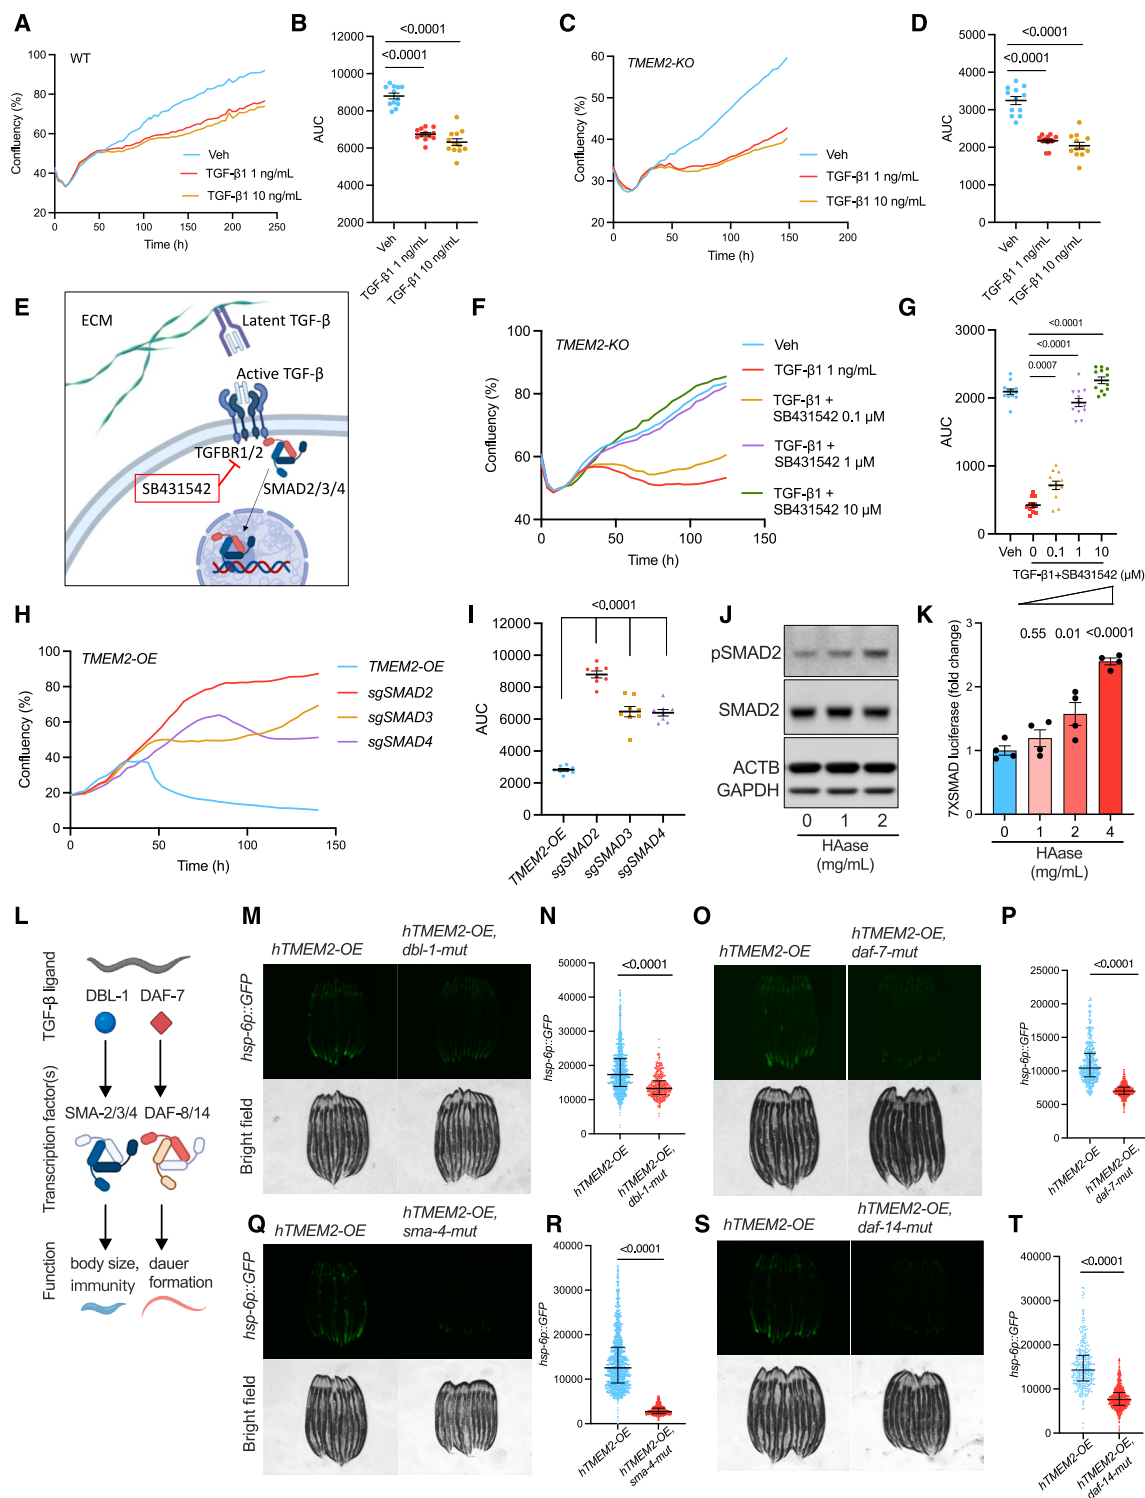 A
WT
100
80
60
40
20
Confluency (%)
0
50
100
150
200
250
Time (h)
Veh
TGF-β1 1 ng/mL
TGF-β1 10 ng/mL
B
<0.0001
<0.0001
12000
10000
8000
6000
4000
2000
AUC
Veh
TGF-β1 1 ng/mL
TGF-β1 10 ng/mL
C
TMEM2-KO
60
50
40
30
20
Confluency (%)
0
50
100
150
200
Time (h)
Veh
TGF-β1 1 ng/mL
TGF-β1 10 ng/mL
D
<0.0001
<0.0001
5000
4000
3000
2000
1000
0
AUC
Veh
TGF-β1 1 ng/mL
TGF-β1 10 ng/mL
E
ECM
Latent TGF-β
Active TGF-β
TGFBR1/2
SB431542
SMAD2/3/4
F
TMEM2-KO
100
80
60
40
Confluency (%)
0
50
100
150
Time (h)
Veh
TGF-β1 1 ng/mL
TGF-β1 +
SB431542 0.1 μM
TGF-β1 +
SB431542 1 μM
TGF-β1 +
SB431542 10 μM
G
<0.0001
<0.0001
0.0007
3000
2000
1000
0
AUC
Veh
0
0.1
1
10
TGF-β1+SB431542 (μM)
H
TMEM2-OE
100
80
60
40
20
0
Confluency (%)
0
50
100
150
Time (h)
TMEM2-OE
sgSMAD2
sgSMAD3
sgSMAD4
I
<0.0001
12000
10000
8000
6000
4000
2000
0
AUC
TMEM2-OE
sgSMAD2
sgSMAD3
sgSMAD4
J
pSMAD2
SMAD2
ACTB
GAPDH
0 1 2
HAase
(mg/mL)
K
0.55 0.01 <0.0001
3
2
1
0
7XSMAD luciferase (fold change)
0 1 2 4
HAase
(mg/mL)
L
TGF-β ligand
DBL-1 DAF-7
Transcription factor(s)
SMA-2/3/4 DAF-8/14
Function
body size,
immunity
dauer
formation
M
hTMEM2-OE
hTMEM2-OE,
dbl-1-mut
hsp-6p::GFP
Bright field
N
<0.0001
50000
40000
30000
20000
10000
0
hsp-6p::GFP
hTMEM2-OE
hTMEM2-OE,
dbl-1-mut
O
hTMEM2-OE
hTMEM2-OE,
daf-7-mut
P
<0.0001
25000
20000
15000
10000
5000
0
hsp-6p::GFP
hTMEM2-OE
hTMEM2-OE,
daf-7-mut
Q
hTMEM2-OE
hTMEM2-OE,
sma-4-mut
hsp-6p::GFP
Bright field
R
<0.0001
40000
30000
20000
10000
0
hsp-6p::GFP
hTMEM2-OE
hTMEM2-OE,
sma-4-mut
S
hTMEM2-OE
hTMEM2-OE,
daf-14-mut
T
<0.0001
40000
30000
20000
10000
0
hsp-6p::GFP
hTMEM2-OE
hTMEM2-OE,
daf-14-mut